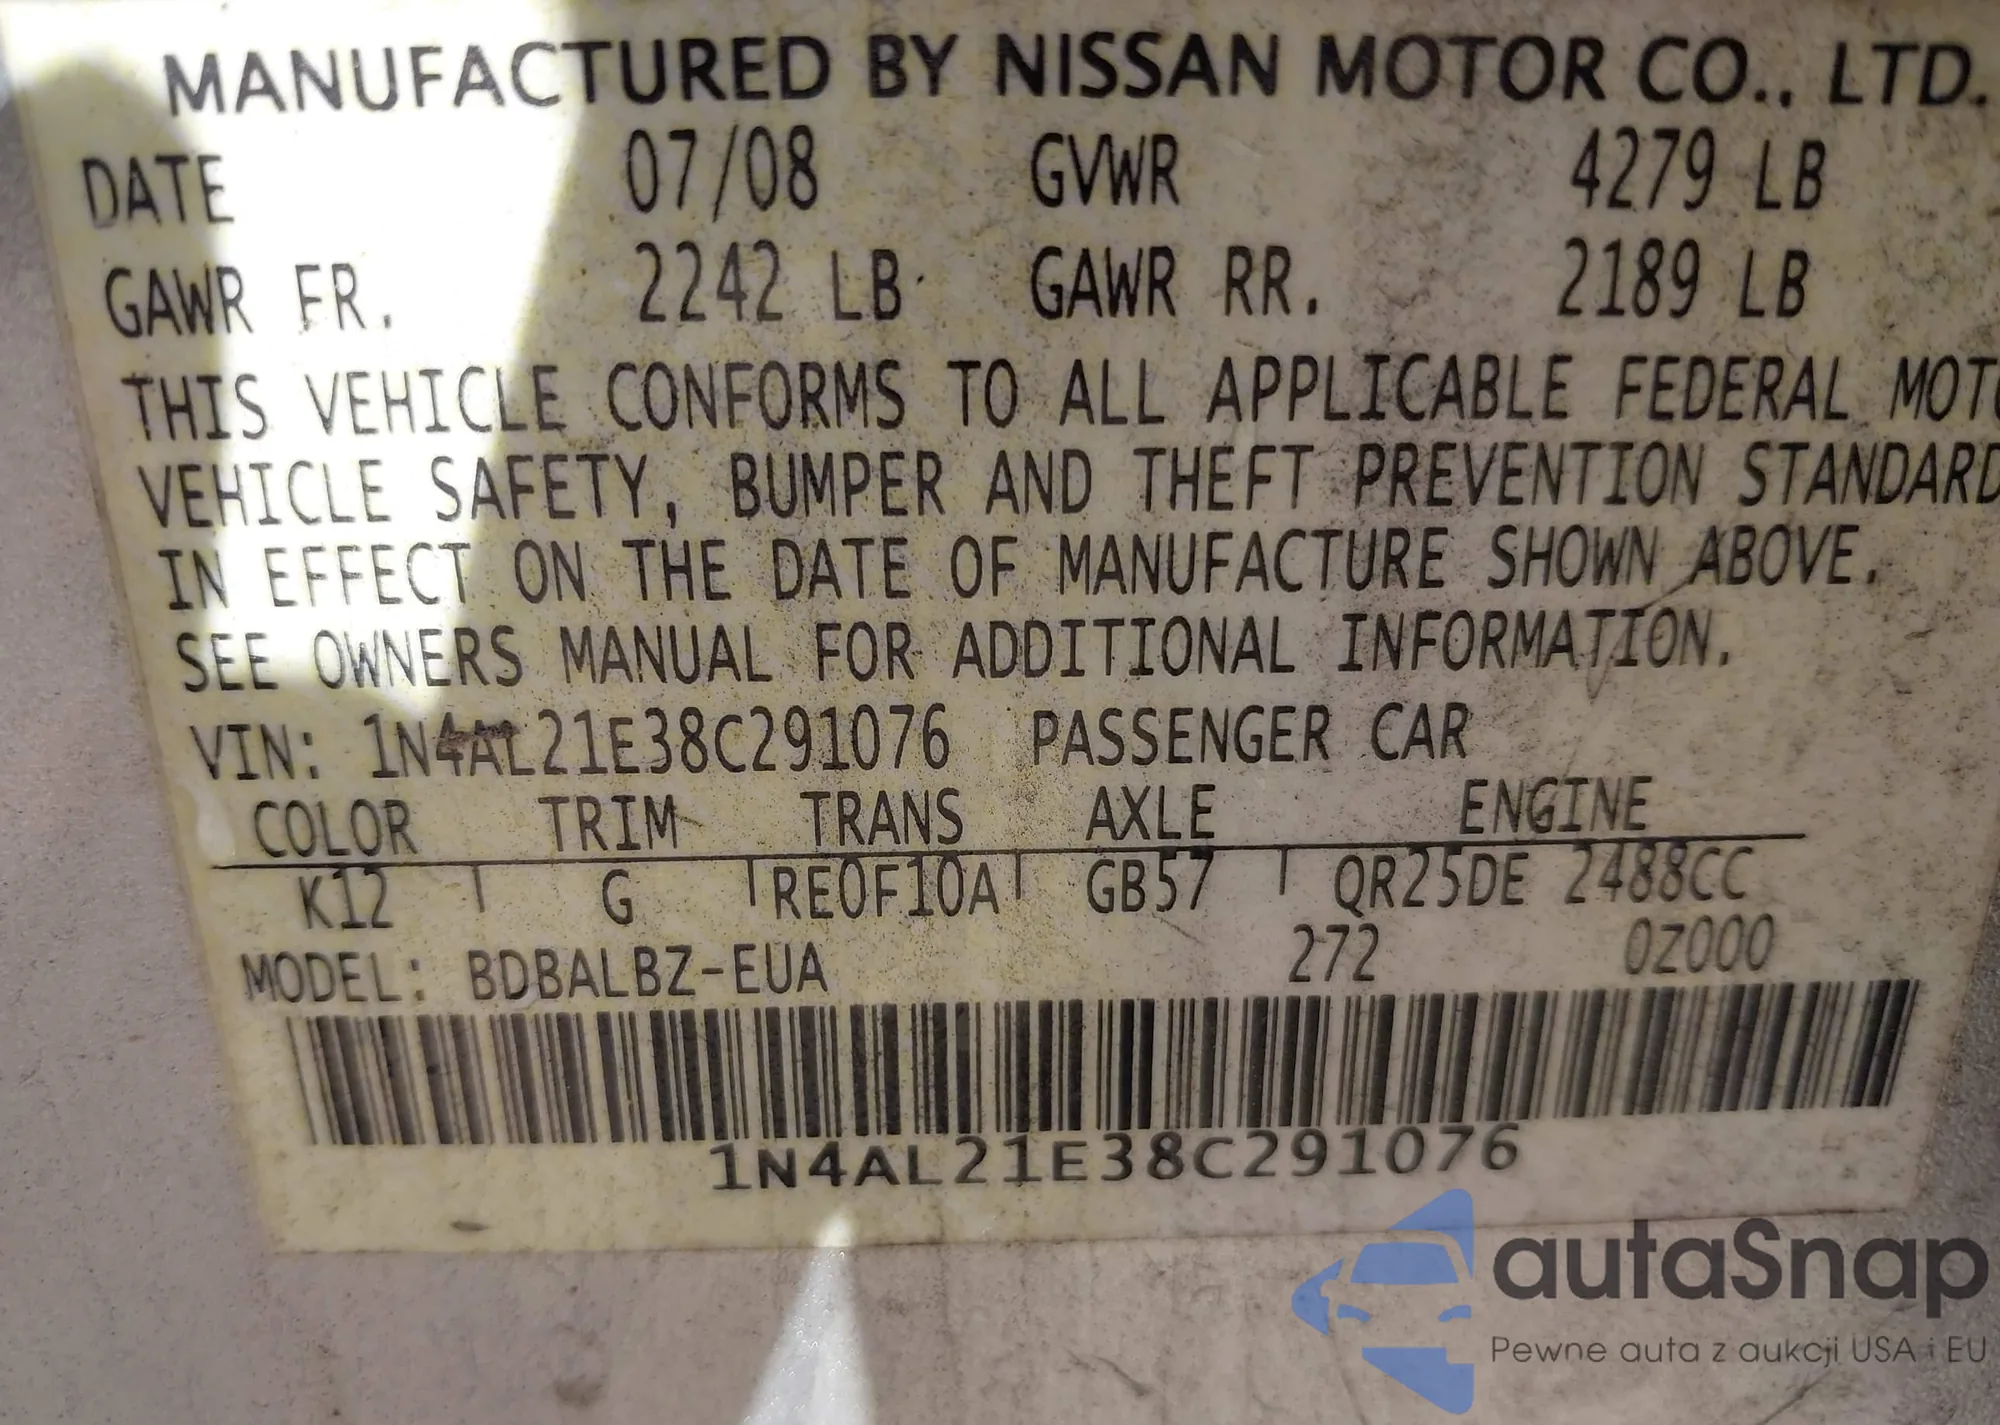 MANUFACTURED BY NISSAN MOTOR CO., LTD.
DATE 07/08 GVWR 4279 LB
GAWR FR. 2242 LB GAWR RR. 2189 LB
THIS VEHICLE CONFORMS TO ALL APPLICABLE FEDERAL MOTO
VEHICLE SAFETY, BUMPER AND THEFT PREVENTION STANDARD
IN EFFECT ON THE DATE OF MANUFACTURE SHOWN ABOVE.
SEE OWNERS MANUAL FOR ADDITIONAL INFORMATION.
VIN: 1N4AL21E38C291076 PASSENGER CAR
COLOR TRIM TRANS AXLE ENGINE
K12 G RE0F10A GB57 QR25DE 2488CC
MODEL: BDBALBZ-EUA 272 0Z000
1N4AL21E38C291076
autaSnap
Pewne auta z aukcji USA i EU